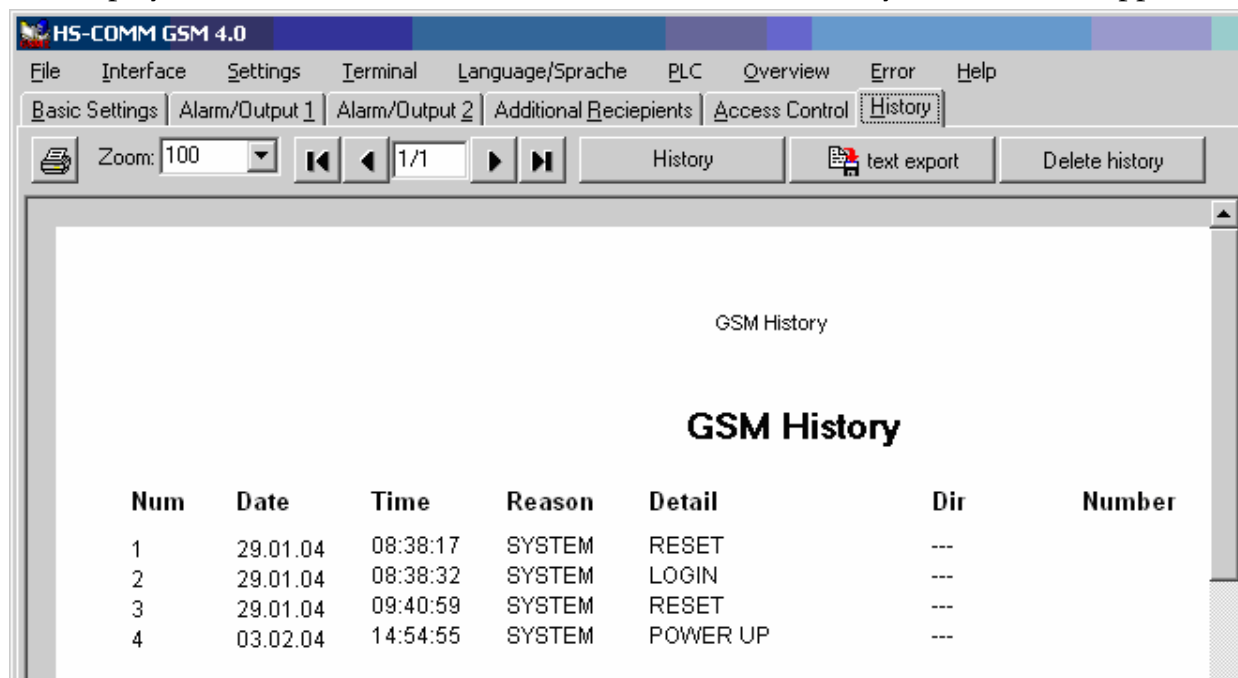 HS-COMM GSM 4.0
File Interface Settings Terminal Language/Sprache PLC Overview Error Help
Basic Settings Alarm/Output 1 Alarm/Output 2 Additional Reciepients Access Control History
Zoom: 100 1/1 History text export Delete history
GSM History
GSM History
Num Date Time Reason Detail Dir Number
1 29.01.04 08:38:17 SYSTEM RESET ---
2 29.01.04 08:38:32 SYSTEM LOGIN ---
3 29.01.04 09:40:59 SYSTEM RESET ---
4 03.02.04 14:54:55 SYSTEM POWER UP ---